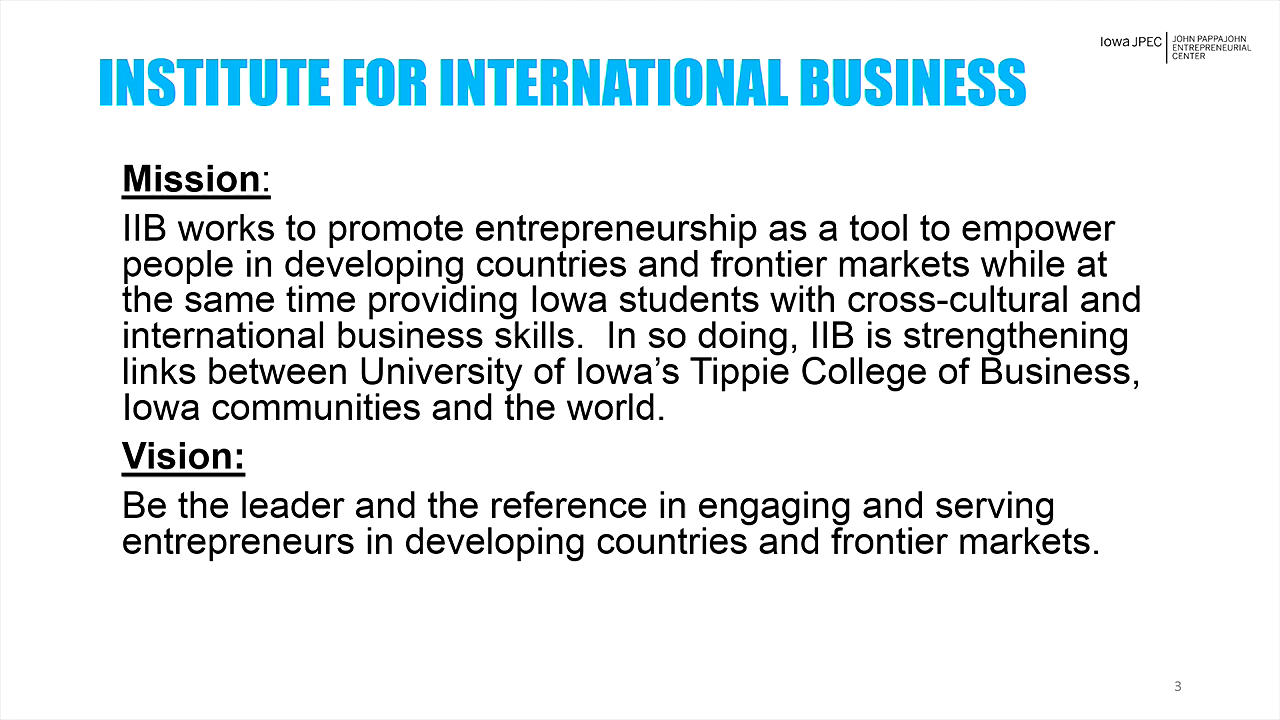 Iowa JPEC
JOHN PAPPAJOHN
ENTREPRENEURIAL
CENTER
INSTITUTE FOR INTERNATIONAL BUSINESS
Mission:
IIB works to promote entrepreneurship as a tool to empower
people in developing countries and frontier markets while at
the same time providing Iowa students with cross-cultural and
international business skills.  In so doing, IIB is strengthening
links between University of Iowa’s Tippie College of Business,
Iowa communities and the world.
Vision:
Be the leader and the reference in engaging and serving
entrepreneurs in developing countries and frontier markets.
3